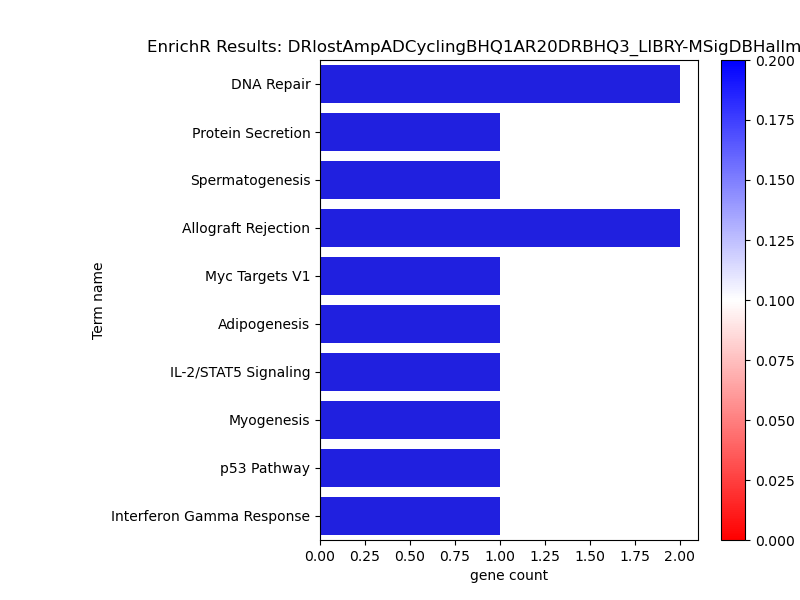 EnrichR Results: DRlostAmpADCyclingBHQ1AR20DRBHQ3_LIBRY-MSigDBHallm
DNA Repair
Protein Secretion
Spermatogenesis
Allograft Rejection
Myc Targets V1
Adipogenesis
IL-2/STAT5 Signaling
Myogenesis
p53 Pathway
Interferon Gamma Response
Term name
0.00 0.25 0.50 0.75 1.00 1.25 1.50 1.75 2.00
gene count
0.200
0.175
0.150
0.125
0.100
0.075
0.050
0.025
0.000